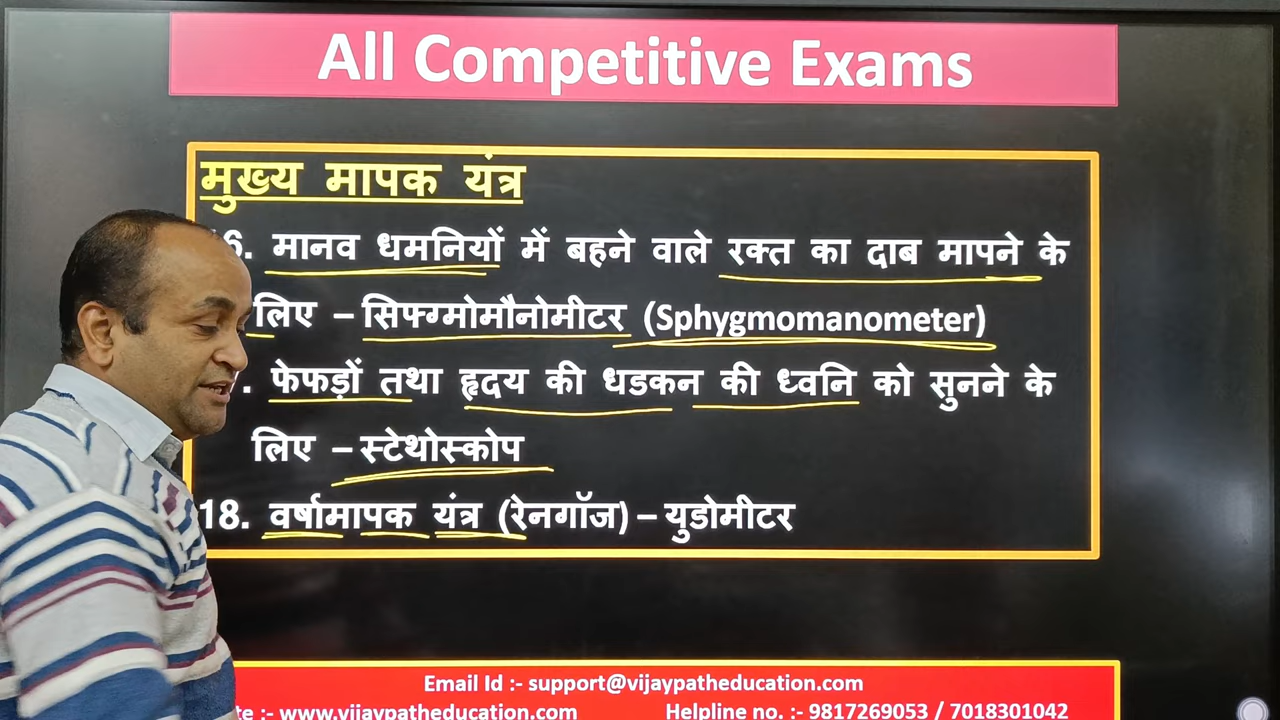 All Competitive Exams
मुख्य मापक यंत्र
6. मानव धमनियों में बहने वाले रक्त का दाब मापने के
लिए – सिफ्ग्मोमौनोमीटर (Sphygmomanometer)
. फेफड़ों तथा हृदय की धडकन की ध्वनि को सुनने के
लिए – स्टेथोस्कोप
18. वर्षामापक यंत्र (रेनगॉज) – युडोमीटर
Email Id :- support@vijaypatheducation.com
:- www.vijaypatheducation.com Helpline no. :- 9817269053 / 7018301042